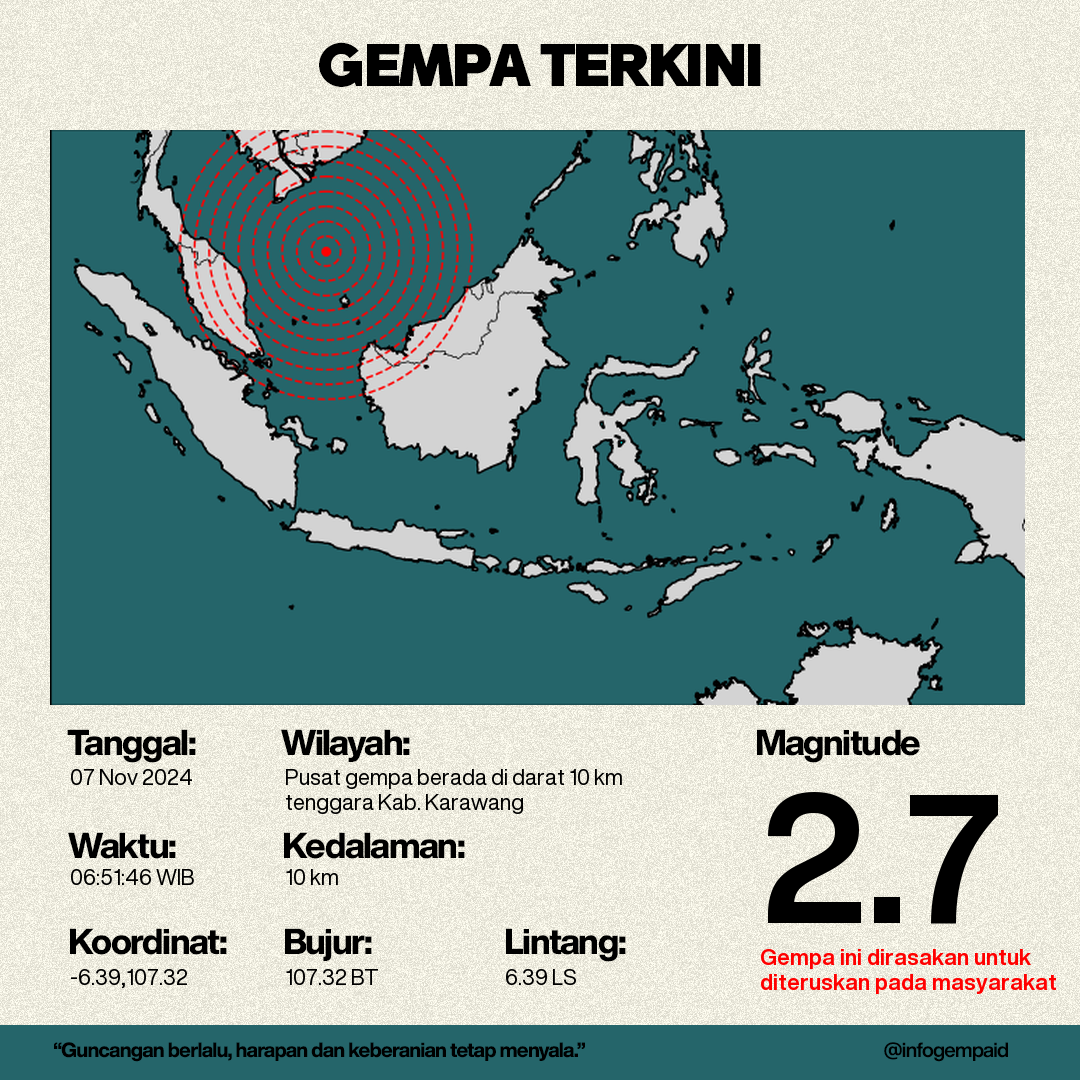 GEMPA TERKINI
Tanggal:
07 Nov 2024
Wilayah:
Pusat gempa berada di darat 10 km
tenggara Kab. Karawang
Magnitude
2.7
Waktu:
06:51:46 WIB
Kedalaman:
10 km
Koordinat:
-6.39,107.32
Bujur:
107.32 BT
Lintang:
6.39 LS
Gempa ini dirasakan untuk
diteruskan pada masyarakat
“Guncangan berlalu, harapan dan keberanian tetap menyala.”
@infogempaid